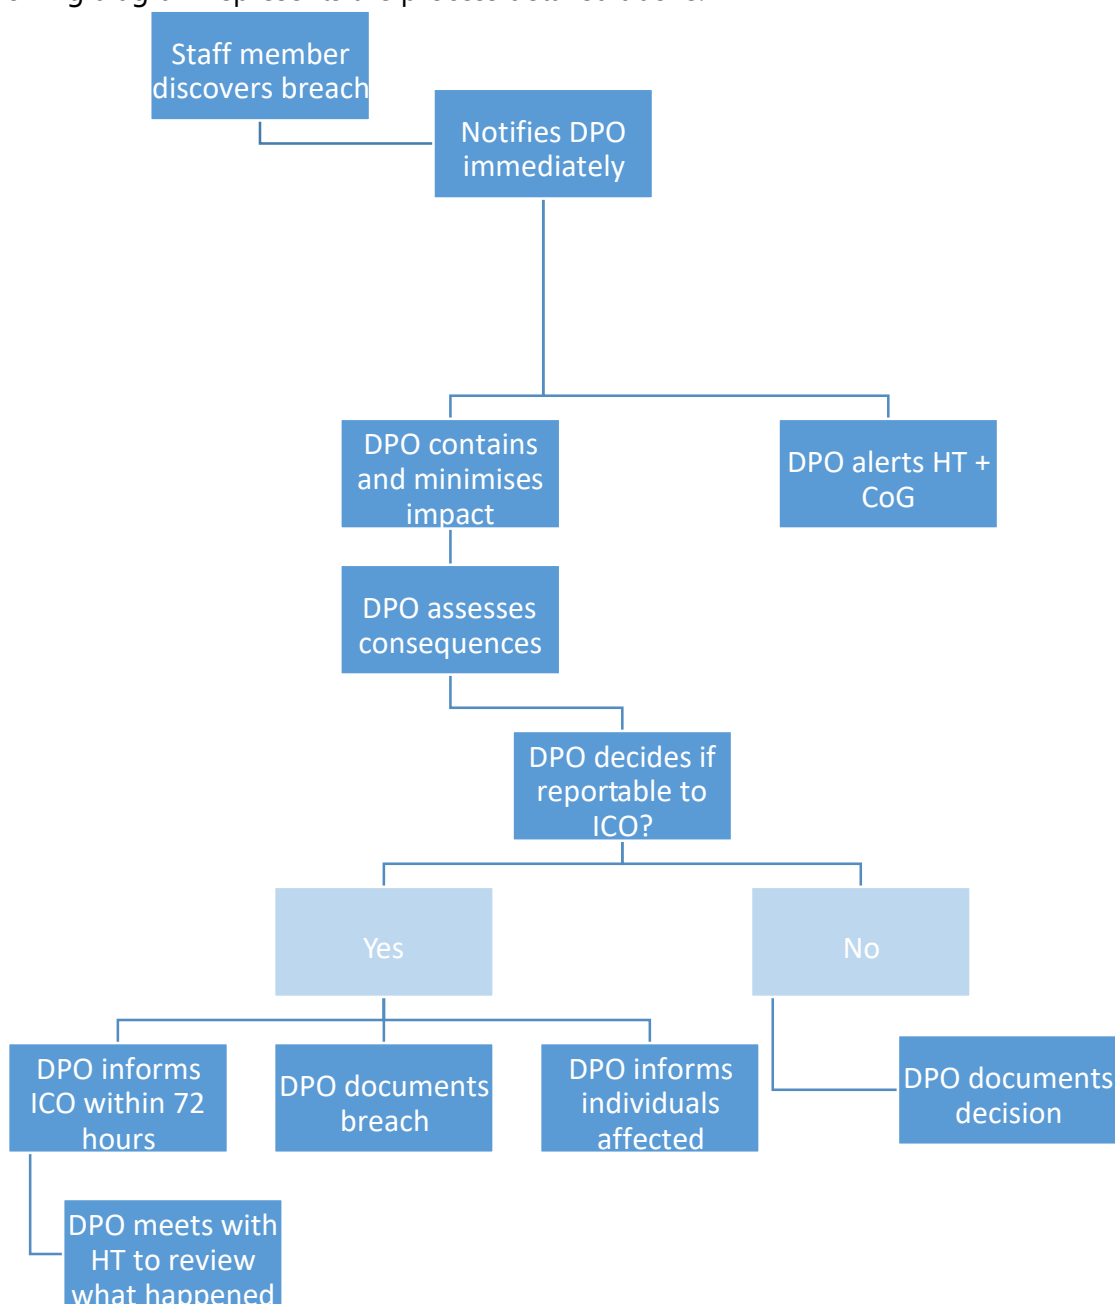 Staff member
discovers breach
Notifies DPO
immediately
DPO contains
and minimises
impact
DPO alerts HT +
CoG
DPO assesses
consequences
DPO decides if
reportable to
ICO?
Yes
No
DPO informs
ICO within 72
hours
DPO documents
breach
DPO informs
individuals
affected
DPO documents
decision
DPO meets with
HT to review
what happened